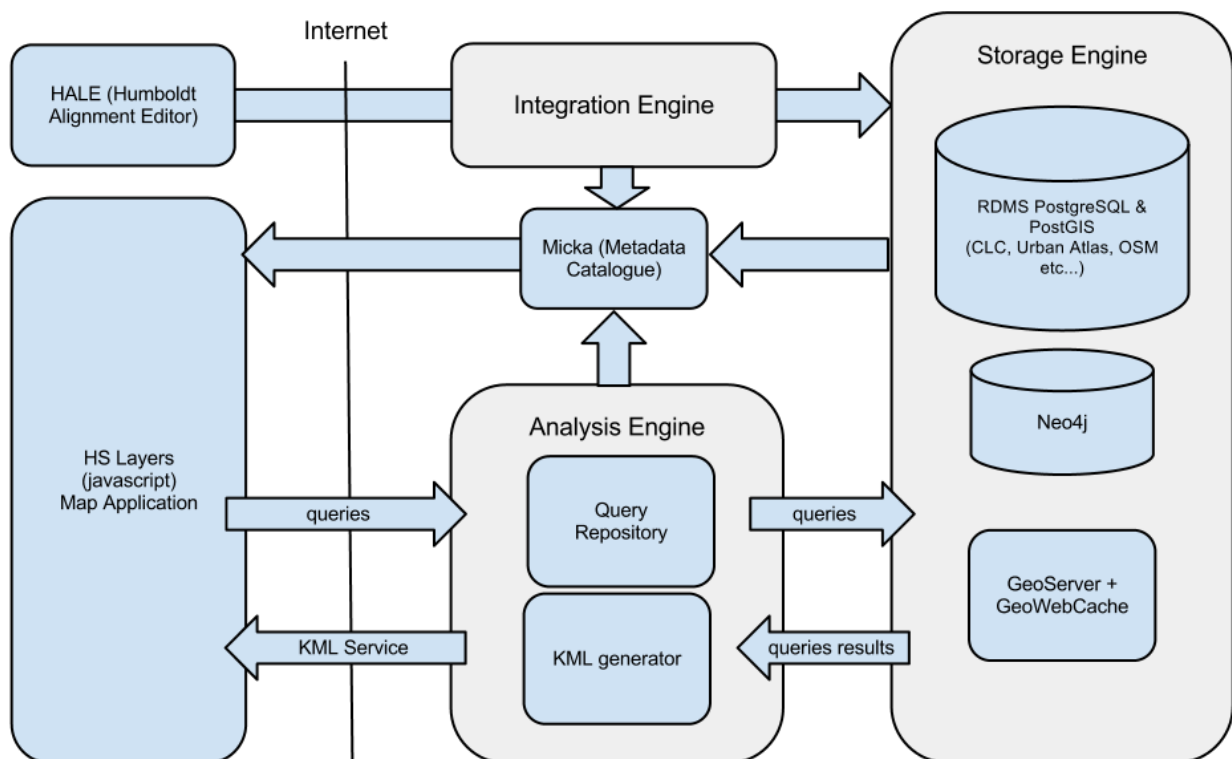 Internet
HALE (Humboldt
Alignment Editor)
Integration Engine
Storage Engine
RDMS PostgreSQL &
PostGIS
(CLC, Urban Atlas, OSM
etc...)
Micka (Metadata
Catalogue)
Neo4j
Analysis Engine
HS Layers
(javascript)
Map Application
queries
Query
Repository
queries
GeoServer +
GeoWebCache
KML Service
KML generator
queries results